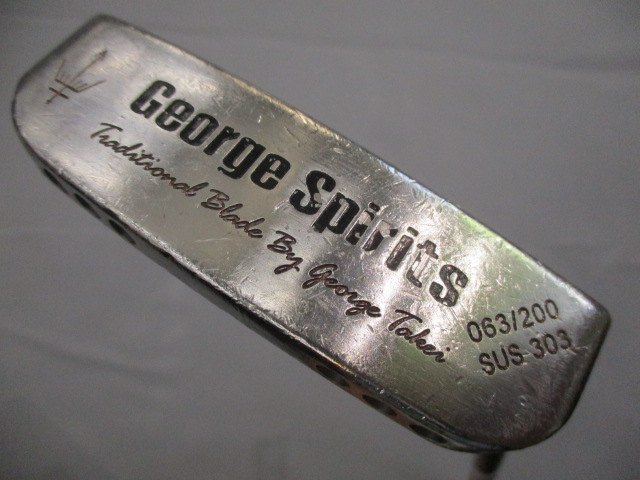 George Spirits
Traditional Blade By George Takei
063/200
SUS 303